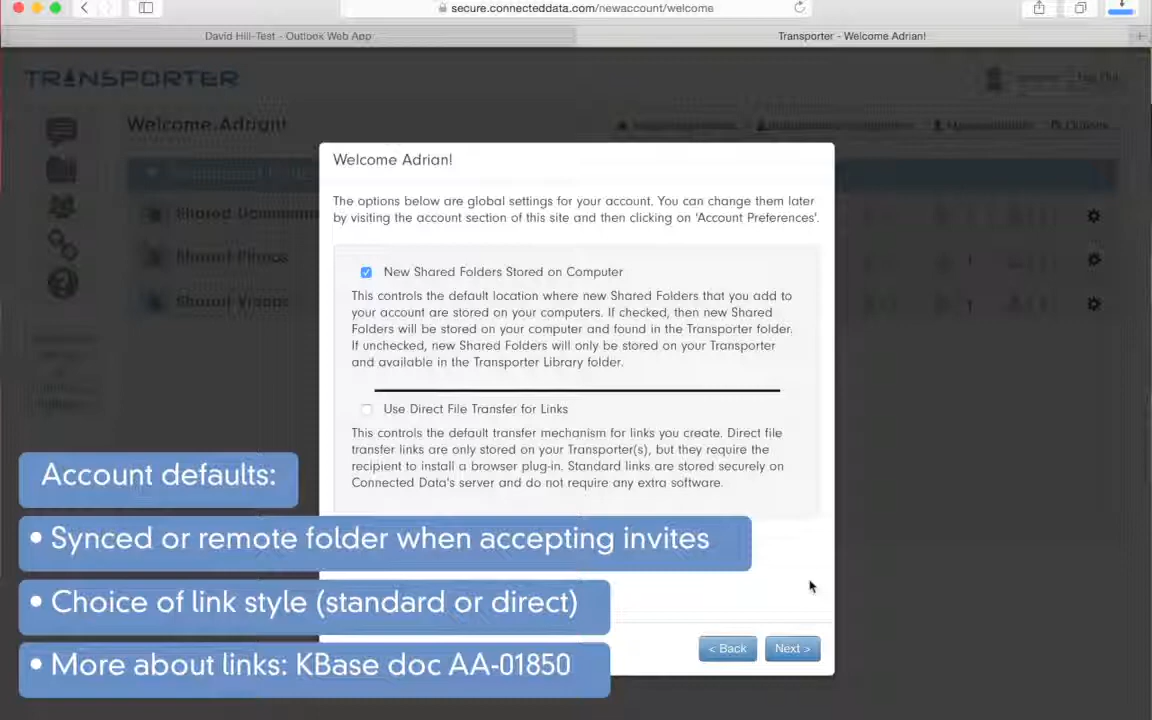 secure.connecteddata.com/newaccount/welcome
David Hill-Test - Outlook Web App
Transporter - Welcome Adrian!
TRANSPORTER
Log Out
Welcome Adrian!
Options
Shared Documents
Shared Photos
Shared Videos
Welcome Adrian!
The options below are global settings for your account. You can change them later
by visiting the account section of this site and then clicking on 'Account Preferences'.
New Shared Folders Stored on Computer
This controls the default location where new Shared Folders that you add to
your account are stored on your computers. If checked, then new Shared
Folders will be stored on your computer and found in the Transporter folder.
If unchecked, new Shared Folders will only be stored on your Transporter
and available in the Transporter Library folder.
Use Direct File Transfer for Links
This controls the default transfer mechanism for links you create. Direct file
transfer links are only stored on your Transporter(s), but they require the
recipient to install a browser plug-in. Standard links are stored securely on
Connected Data's server and do not require any extra software.
Account defaults:
• Synced or remote folder when accepting invites
• Choice of link style (standard or direct)
• More about links: KBase doc AA-01850
< Back
Next >